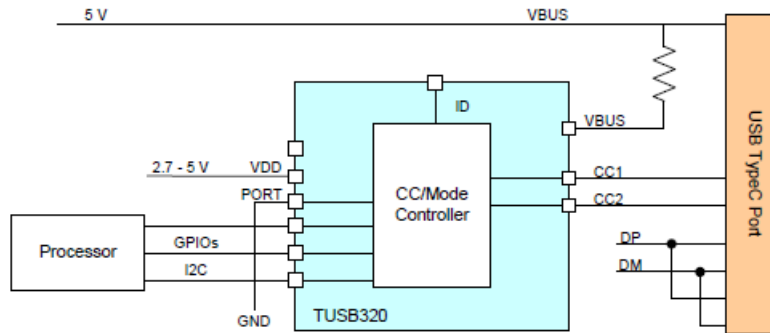 5 V
VBUS
ID
VBUS
2.7 - 5 V
VDD
PORT
CC/Mode
Controller
CC1
CC2
Processor
GPIOs
I2C
DP
DM
GND
TUSB320
USB TypeC Port